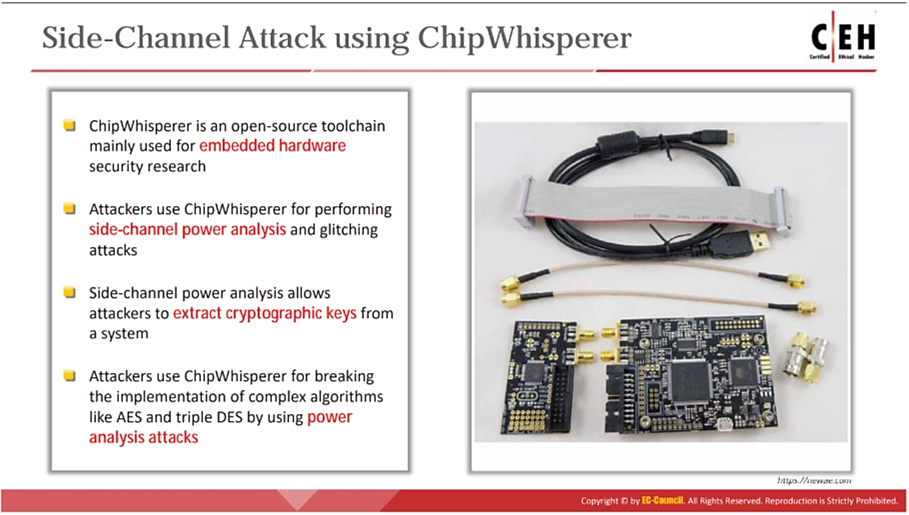 Side-Channel Attack using ChipWhisperer
C|EH
Certified Ethical Hacker
ChipWhisperer is an open-source toolchain
mainly used for embedded hardware
security research
Attackers use ChipWhisperer for performing
side-channel power analysis and glitching
attacks
Side-channel power analysis allows
attackers to extract cryptographic keys from
a system
Attackers use ChipWhisperer for breaking
the implementation of complex algorithms
like AES and triple DES by using power
analysis attacks
https://newae.com
Copyright © by EC-Council. All Rights Reserved. Reproduction is Strictly Prohibited.